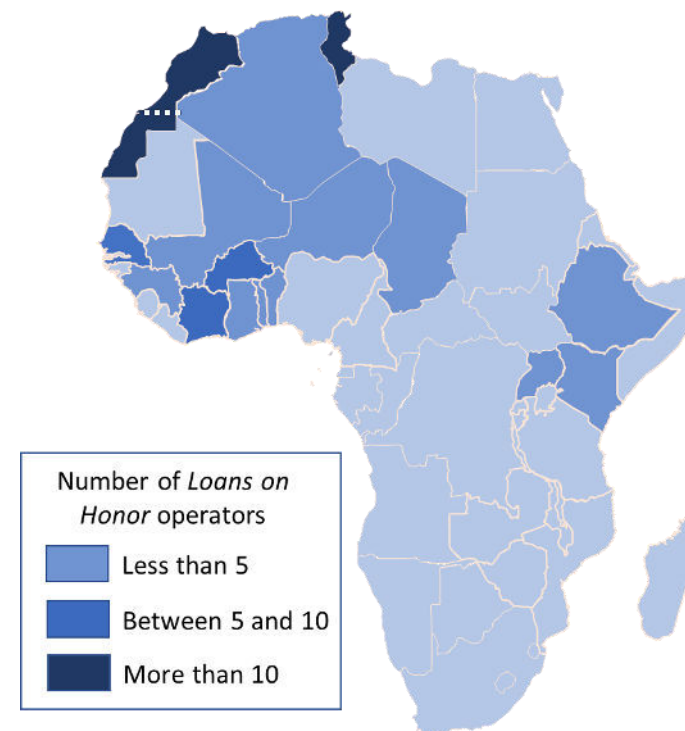 Number of Loans on
Honor operators
Less than 5
Between 5 and 10
More than 10